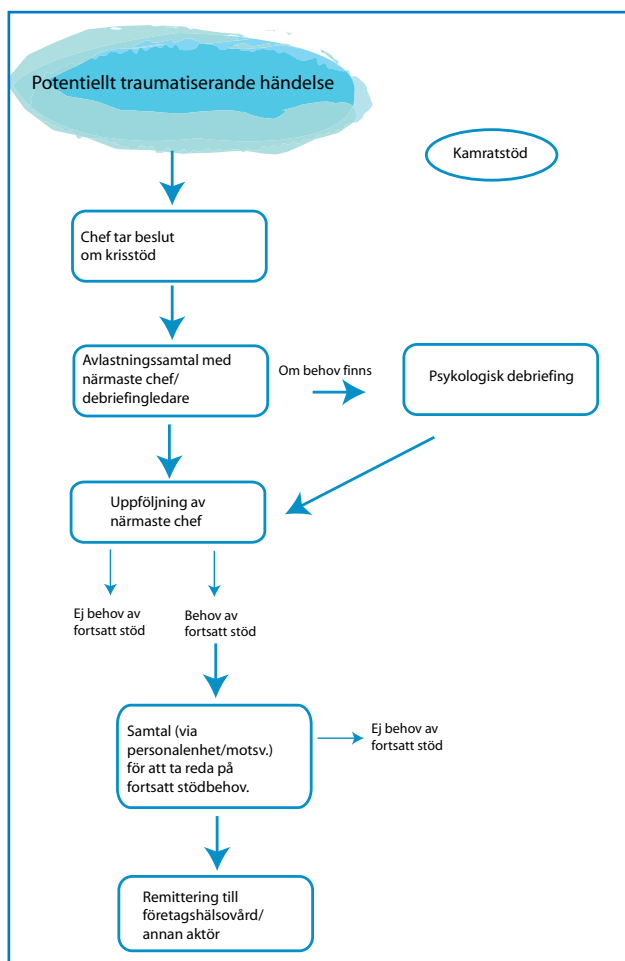 Potentiellt traumatiserande händelse
Kamratstöd
Chef tar beslut
om krisstöd
Avlastningssamtal med
närmaste chef/
debriefingledare
Om behov finns
Psykologisk debriefing
Uppföljning av
närmaste chef
Ej behov av
fortsatt stöd
Behov av
fortsatt stöd
Samtal (via
personalenhet/motsv.)
för att ta reda på
fortsatt stödbehov.
Ej behov av
fortsatt stöd
Remittering till
företagshälsovård/
annan aktör